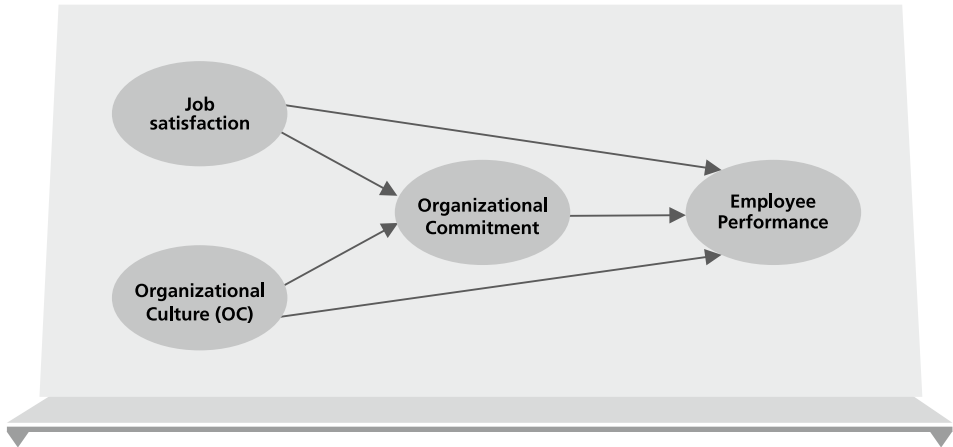 Job
satisfaction
Organizational
Commitment
Employee
Performance
Organizational
Culture (OC)